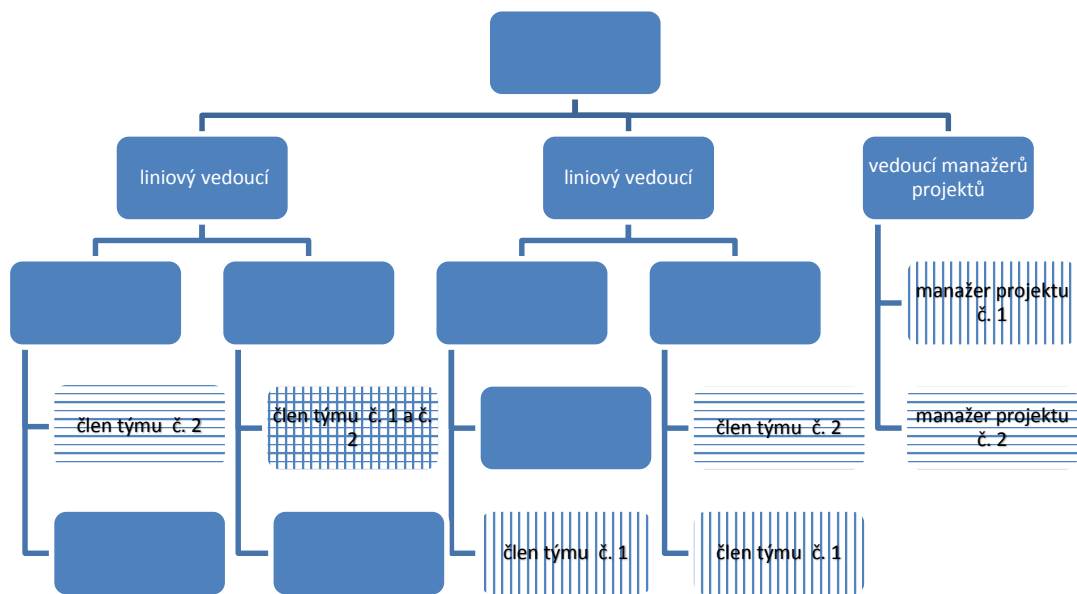 liniový vedoucí
liniový vedoucí
vedoucí manažerů
projektů
manažer projektu
č. 1
člen týmu  č. 2
člen týmu  č. 1 a č.
2
člen týmu  č. 2
manažer projektu
č. 2
člen týmu  č. 1
člen týmu  č. 1